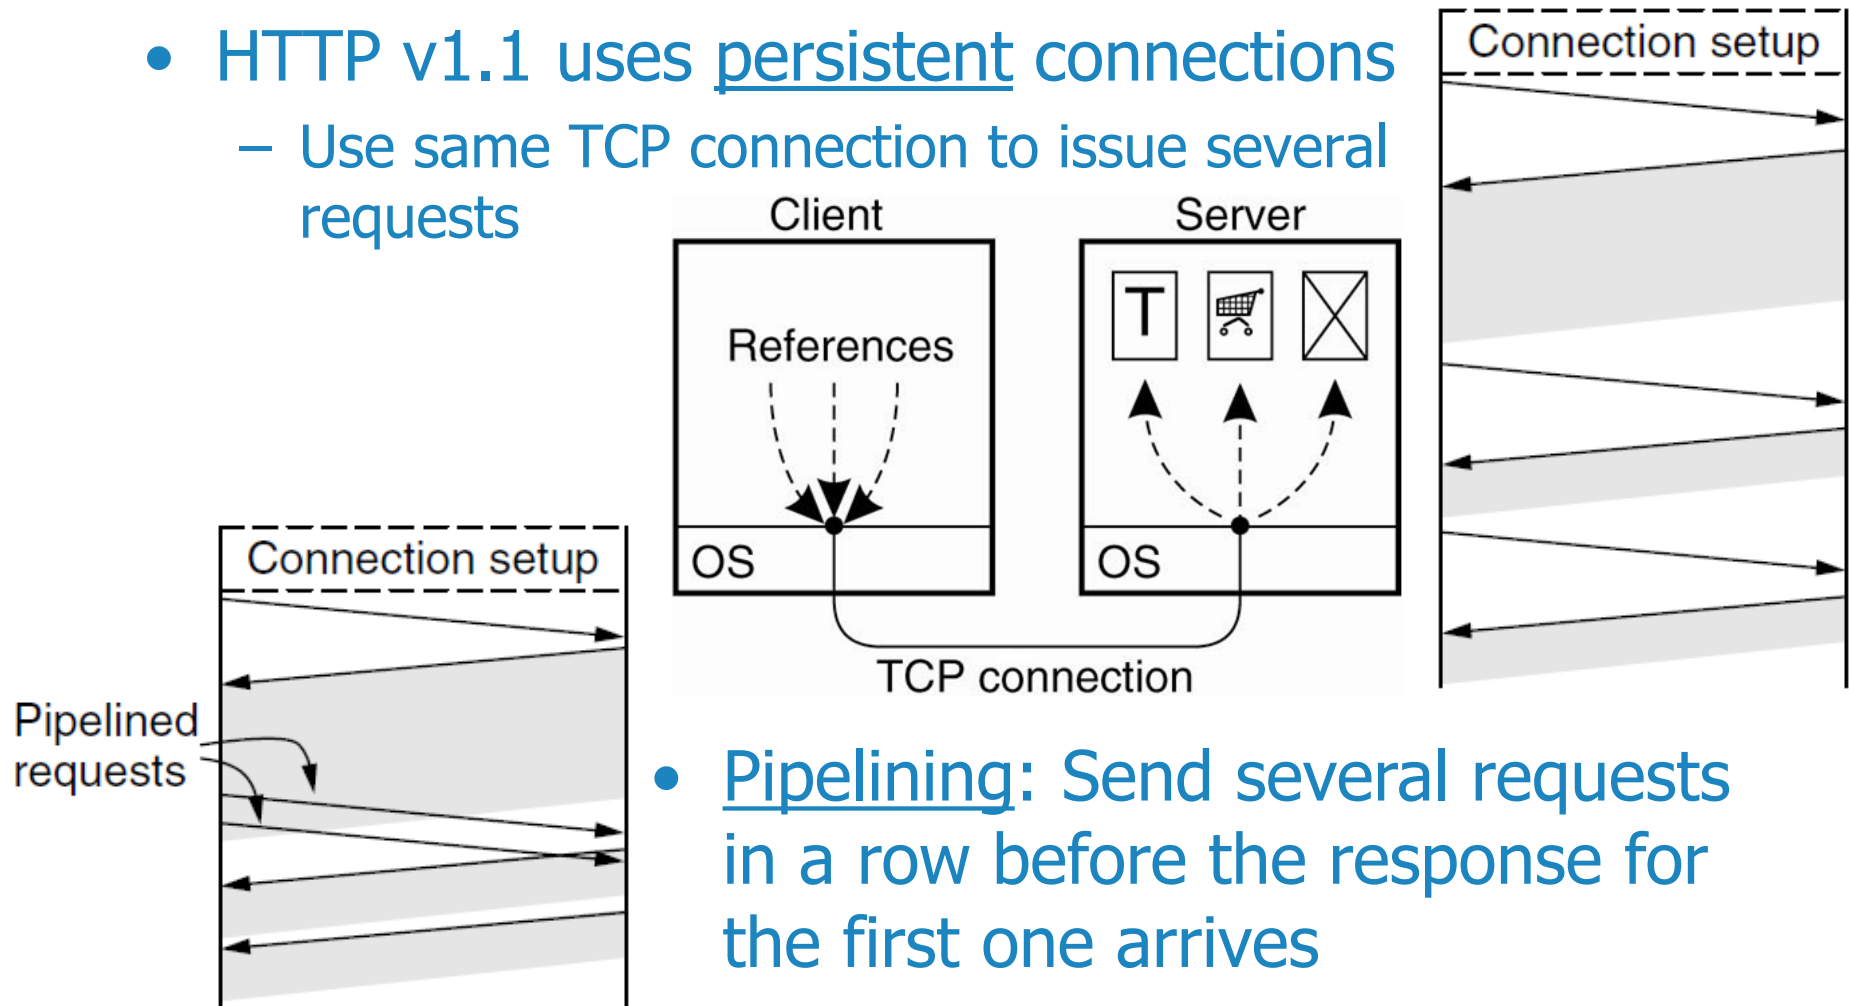 • HTTP v1.1 uses persistent connections
– Use same TCP connection to issue several
requests
Connection setup
Client
Server
T
References
OS
OS
TCP connection
Connection setup
Pipelined
requests
• Pipelining: Send several requests
in a row before the response for
the first one arrives